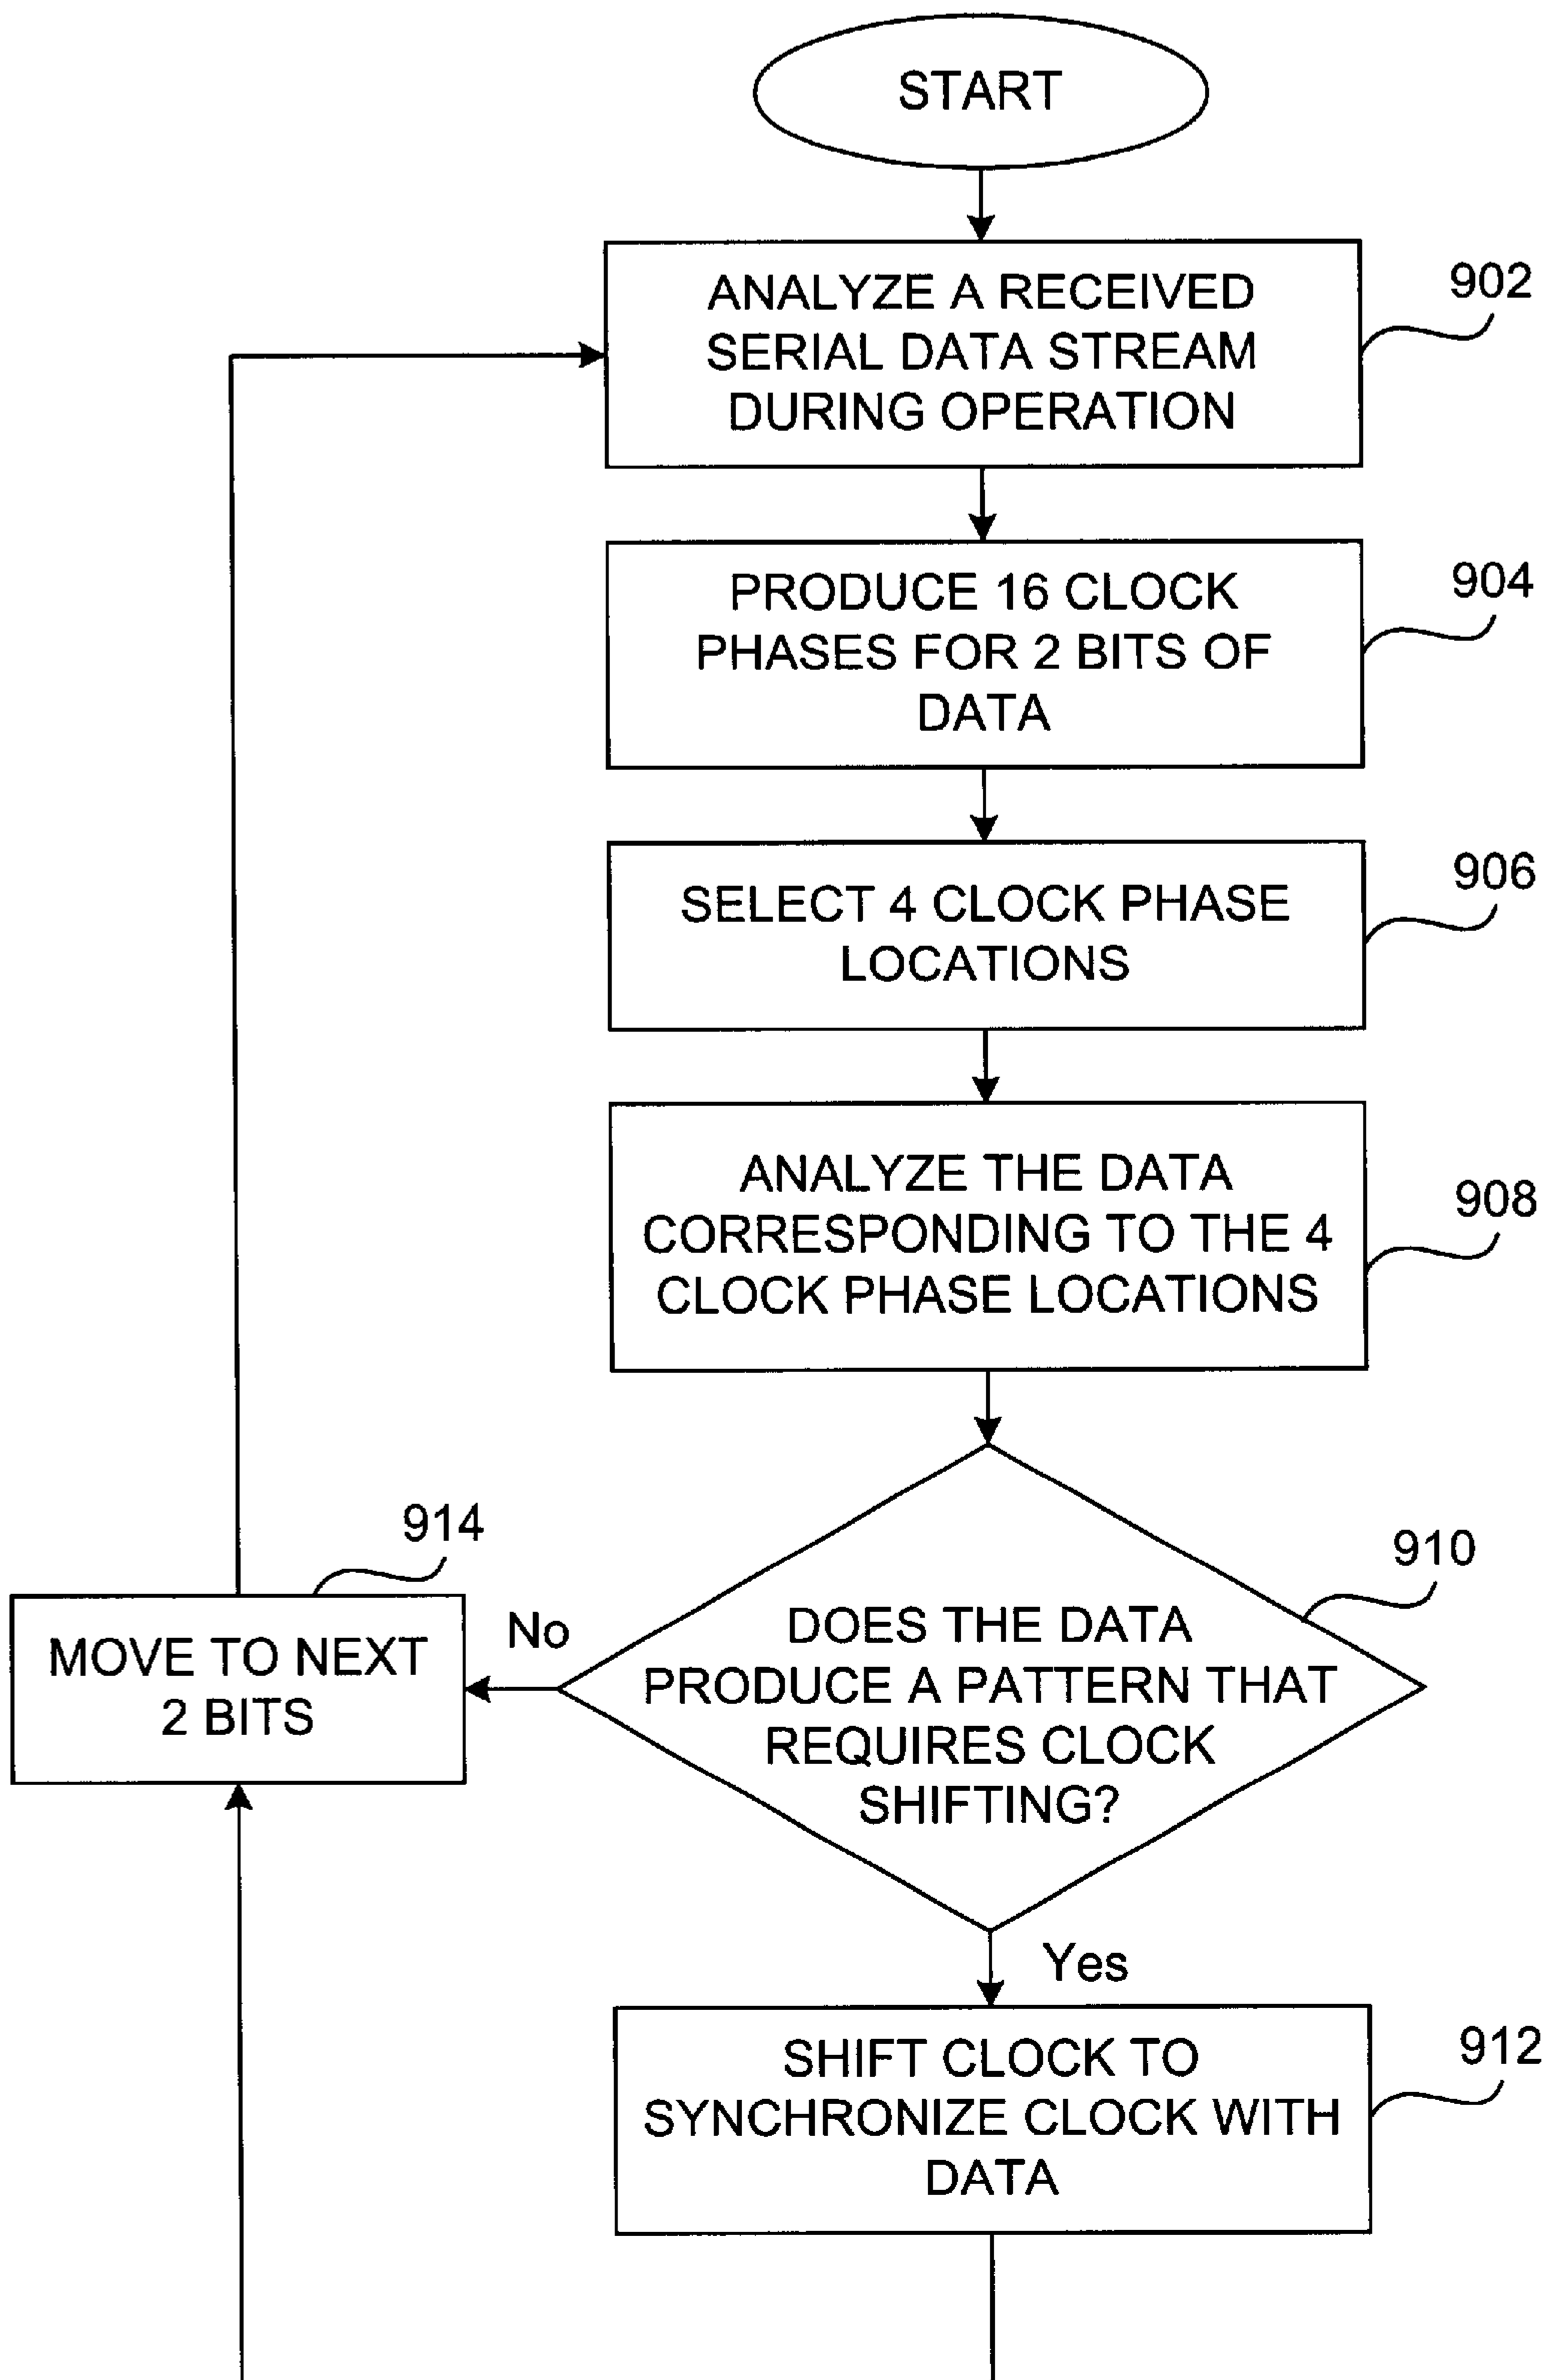 START
ANALYZE A RECEIVED
SERIAL DATA STREAM
DURING OPERATION
902
PRODUCE 16 CLOCK
PHASES FOR 2 BITS OF
DATA
904
SELECT 4 CLOCK PHASE
LOCATIONS
906
ANALYZE THE DATA
CORRESPONDING TO THE 4
CLOCK PHASE LOCATIONS
908
DOES THE DATA
PRODUCE A PATTERN THAT
REQUIRES CLOCK
SHIFTING?
910
No
MOVE TO NEXT
2 BITS
914
Yes
SHIFT CLOCK TO
SYNCHRONIZE CLOCK WITH
DATA
912